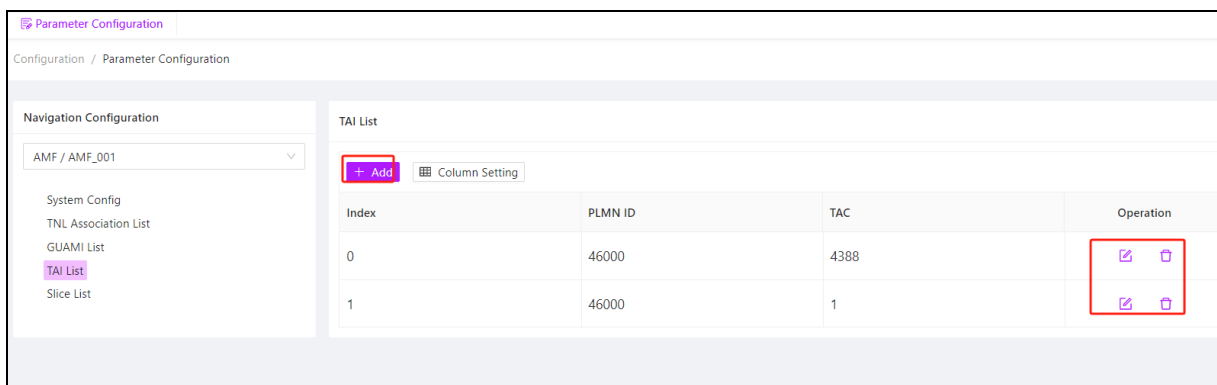 Parameter Configuration
Configuration / Parameter Configuration
Navigation Configuration
AMF / AMF_001
System Config
TNL Association List
GUAMI List
TAI List
Slice List
TAI List
+ Add Column Setting
Index PLMN ID TAC Operation
0 46000 4388
1 46000 1